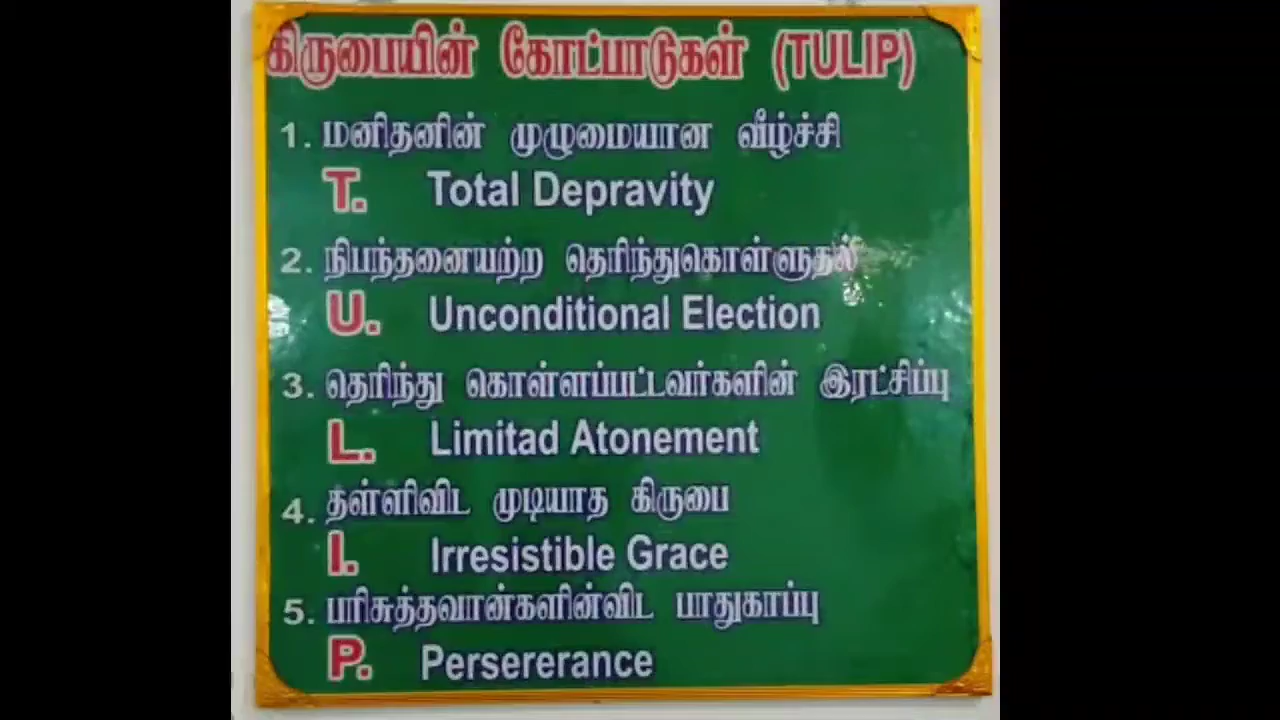 கிருபையின் கோட்பாடுகள் (TULIP)
1. மனிதனின் முழுமையான வீழ்ச்சி
T. Total Depravity
2. நிபந்தனையற்ற தெரிந்துகொள்ளுதல்
U. Unconditional Election
3. தெரிந்து கொள்ளப்பட்டவர்களின் இரட்சிப்பு
L. Limitad Atonement
4. தள்ளிவிட முடியாத கிருபை
I. Irresistible Grace
5. பரிசுத்தவான்களின்விட பாதுகாப்பு
P. Persererance